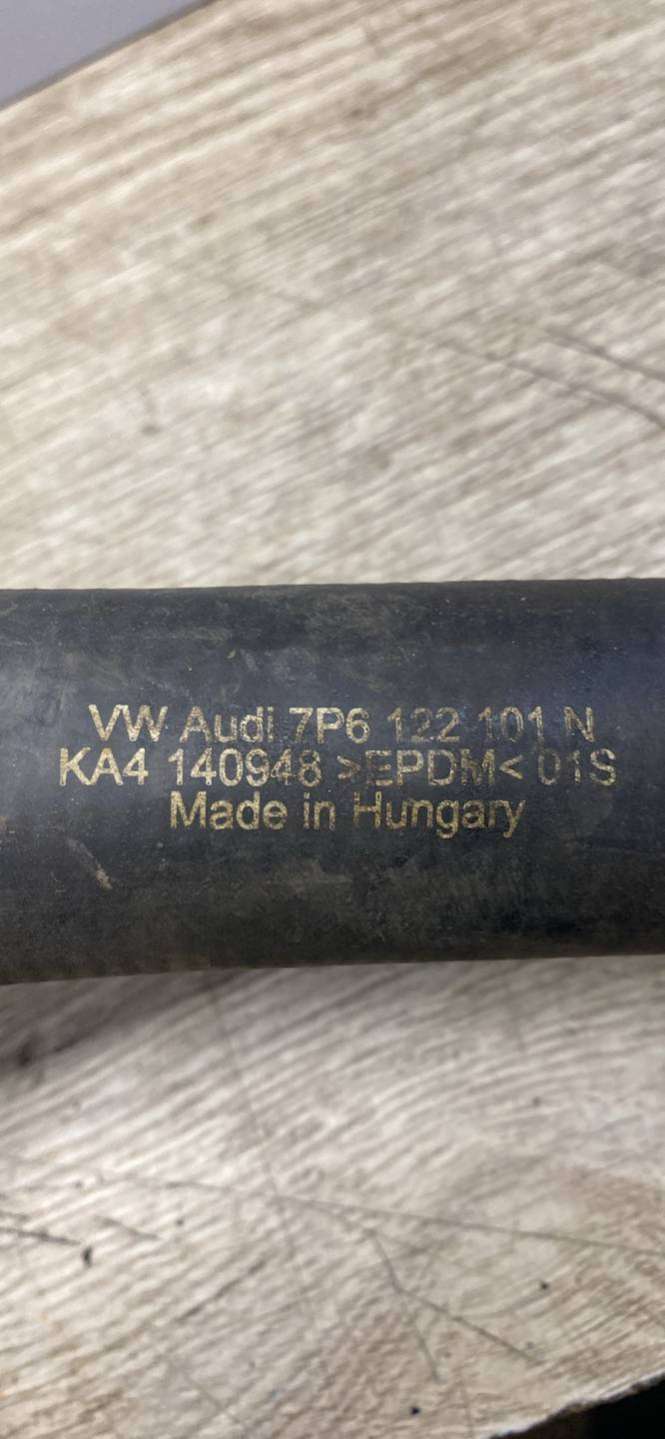 VW Audi 7P6 122 101 N
KA4 140948 >EPDM< 01S
Made in Hungary